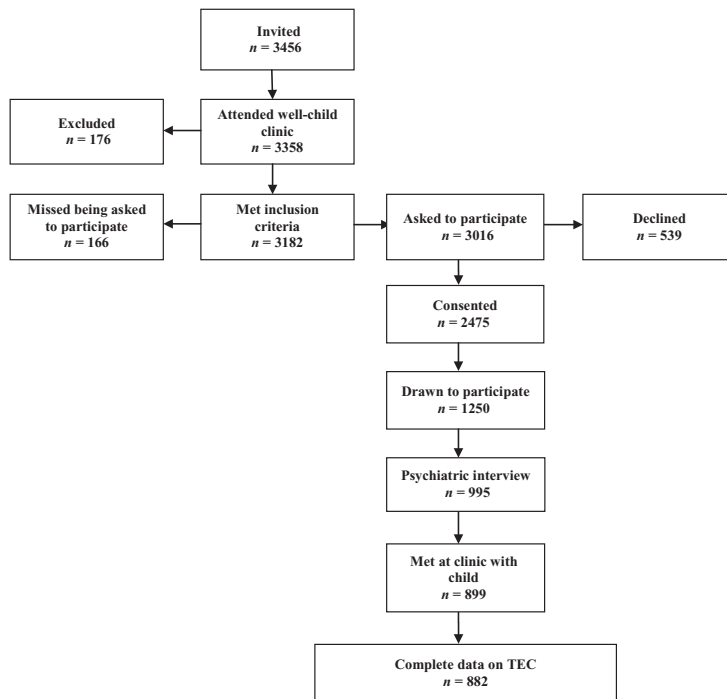 Invited
n = 3456
Attended well-child
clinic
n = 3358
Excluded
n = 176
Met inclusion
criteria
n = 3182
Missed being asked
to participate
n = 166
Asked to participate
n = 3016
Declined
n = 539
Consented
n = 2475
Drawn to participate
n = 1250
Psychiatric interview
n = 995
Met at clinic with
child
n = 899
Complete data on TEC
n = 882